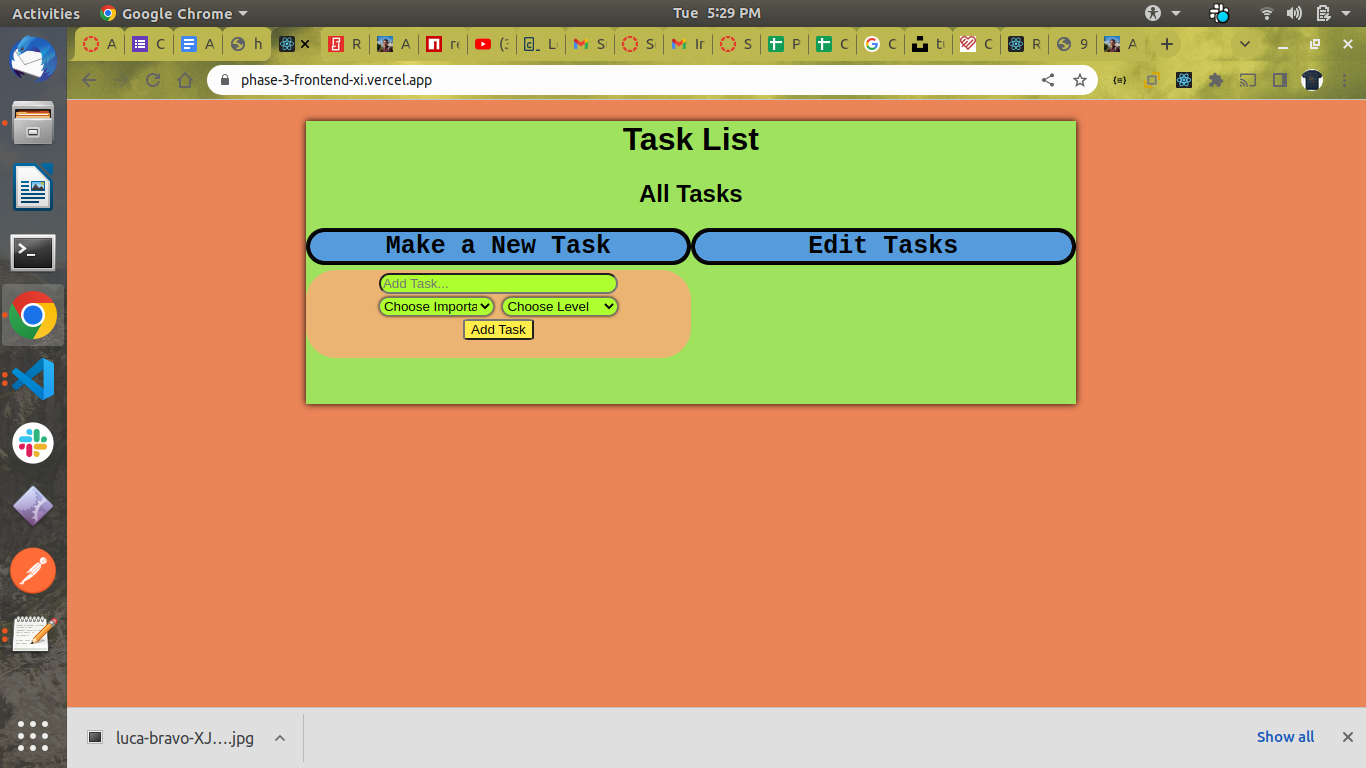 Activities Google Chrome Tue 5:29 PM
A C A h R A re (3 L S S Ir S P C C tu C R 9 A
phase-3-frontend-xi.vercel.app
Task List
All Tasks
Make a New Task Edit Tasks
Add Task...
Choose Importa Choose Level
Add Task
luca-bravo-XJ....jpg Show all